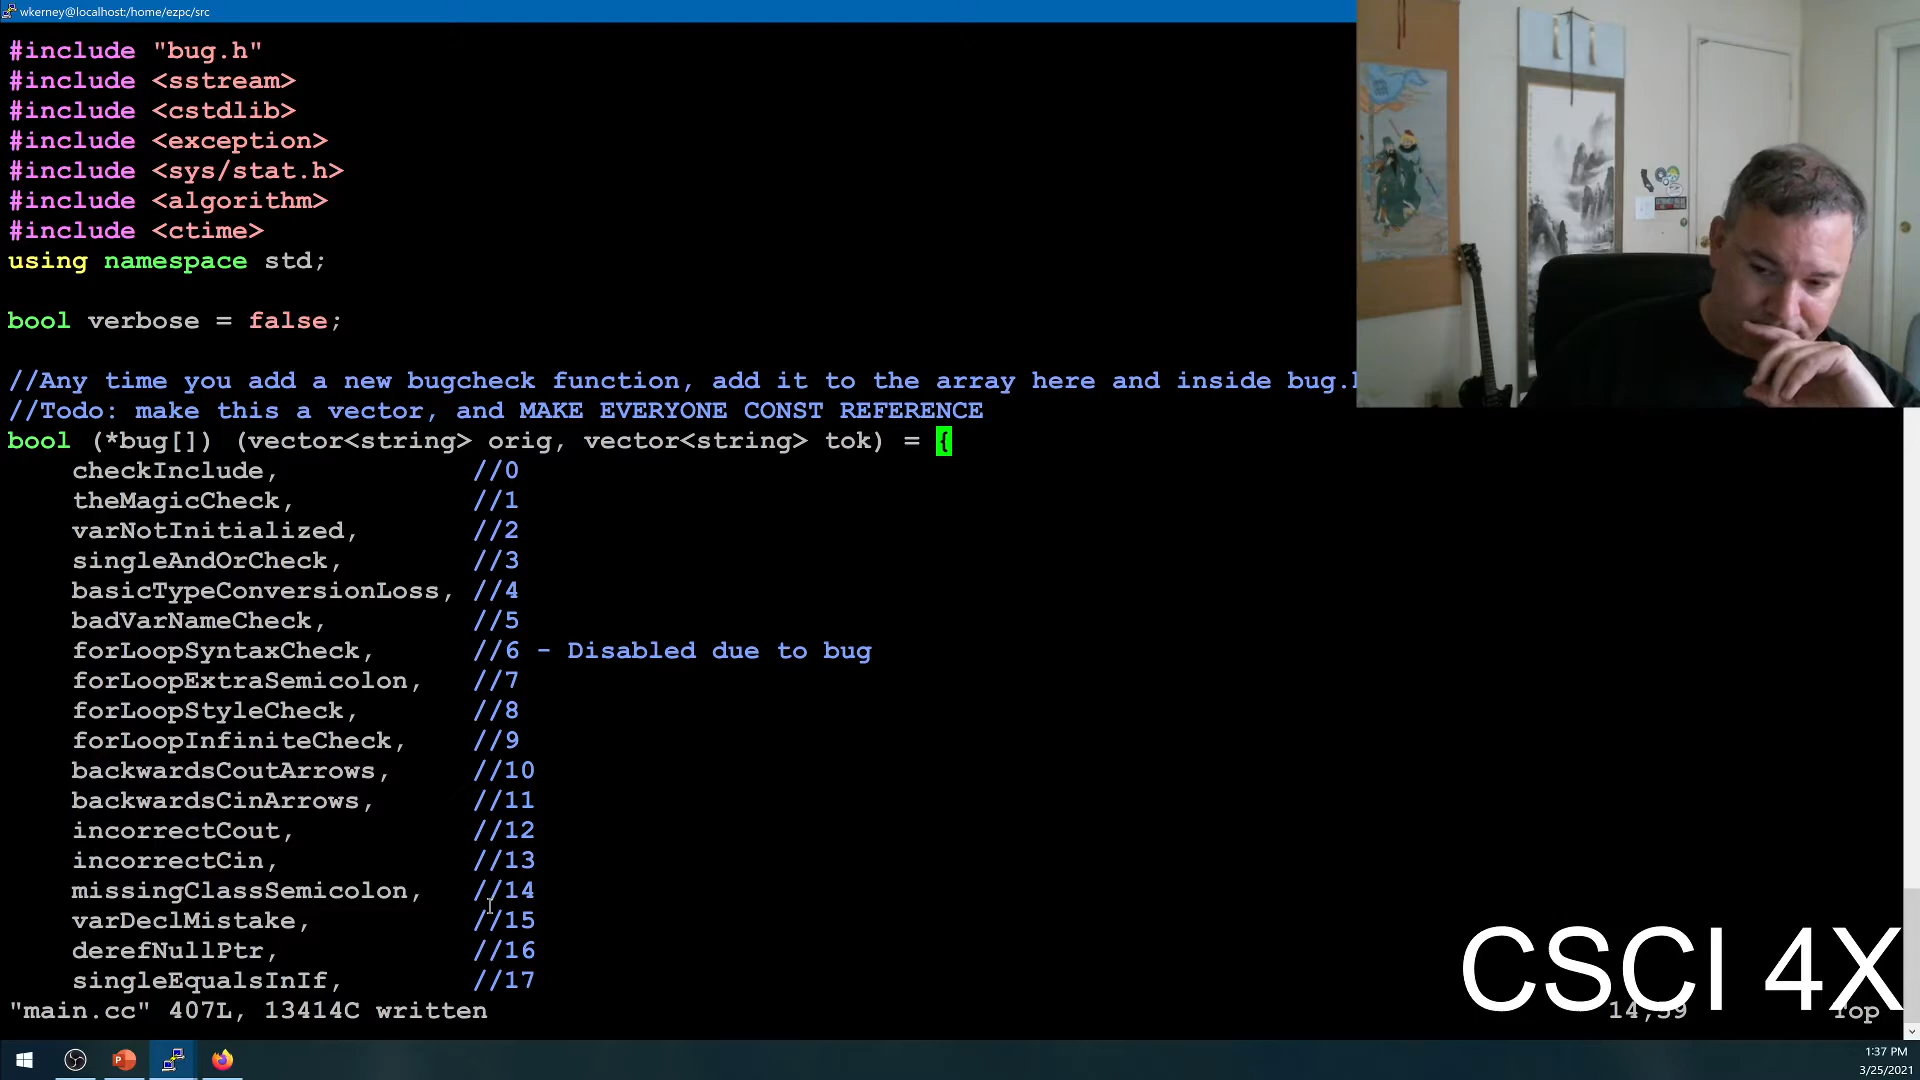 wkerney@localhost:/home/ezpc/src
#include "bug.h"
#include <sstream>
#include <cstdlib>
#include <exception>
#include <sys/stat.h>
#include <algorithm>
#include <ctime>
using namespace std;
bool verbose = false;
//Any time you add a new bugcheck function, add it to the array here and inside bug.
//Todo: make this a vector, and MAKE EVERYONE CONST REFERENCE
bool (*bug[]) (vector<string> orig, vector<string> tok) = {
checkInclude, //0
theMagicCheck, //1
varNotInitialized, //2
singleAndOrCheck, //3
basicTypeConversionLoss, //4
badVarNameCheck, //5
forLoopSyntaxCheck, //6 - Disabled due to bug
forLoopExtraSemicolon, //7
forLoopStyleCheck, //8
forLoopInfiniteCheck, //9
backwardsCoutArrows, //10
backwardsCinArrows, //11
incorrectCout, //12
incorrectCin, //13
missingClassSemicolon, //14
varDeclMistake, //15
derefNullPtr, //16
singleEqualsInIf, //17
"main.cc" 407L, 13414C written 14,59 Top
CSCI 4X
1:37 PM
3/25/2021